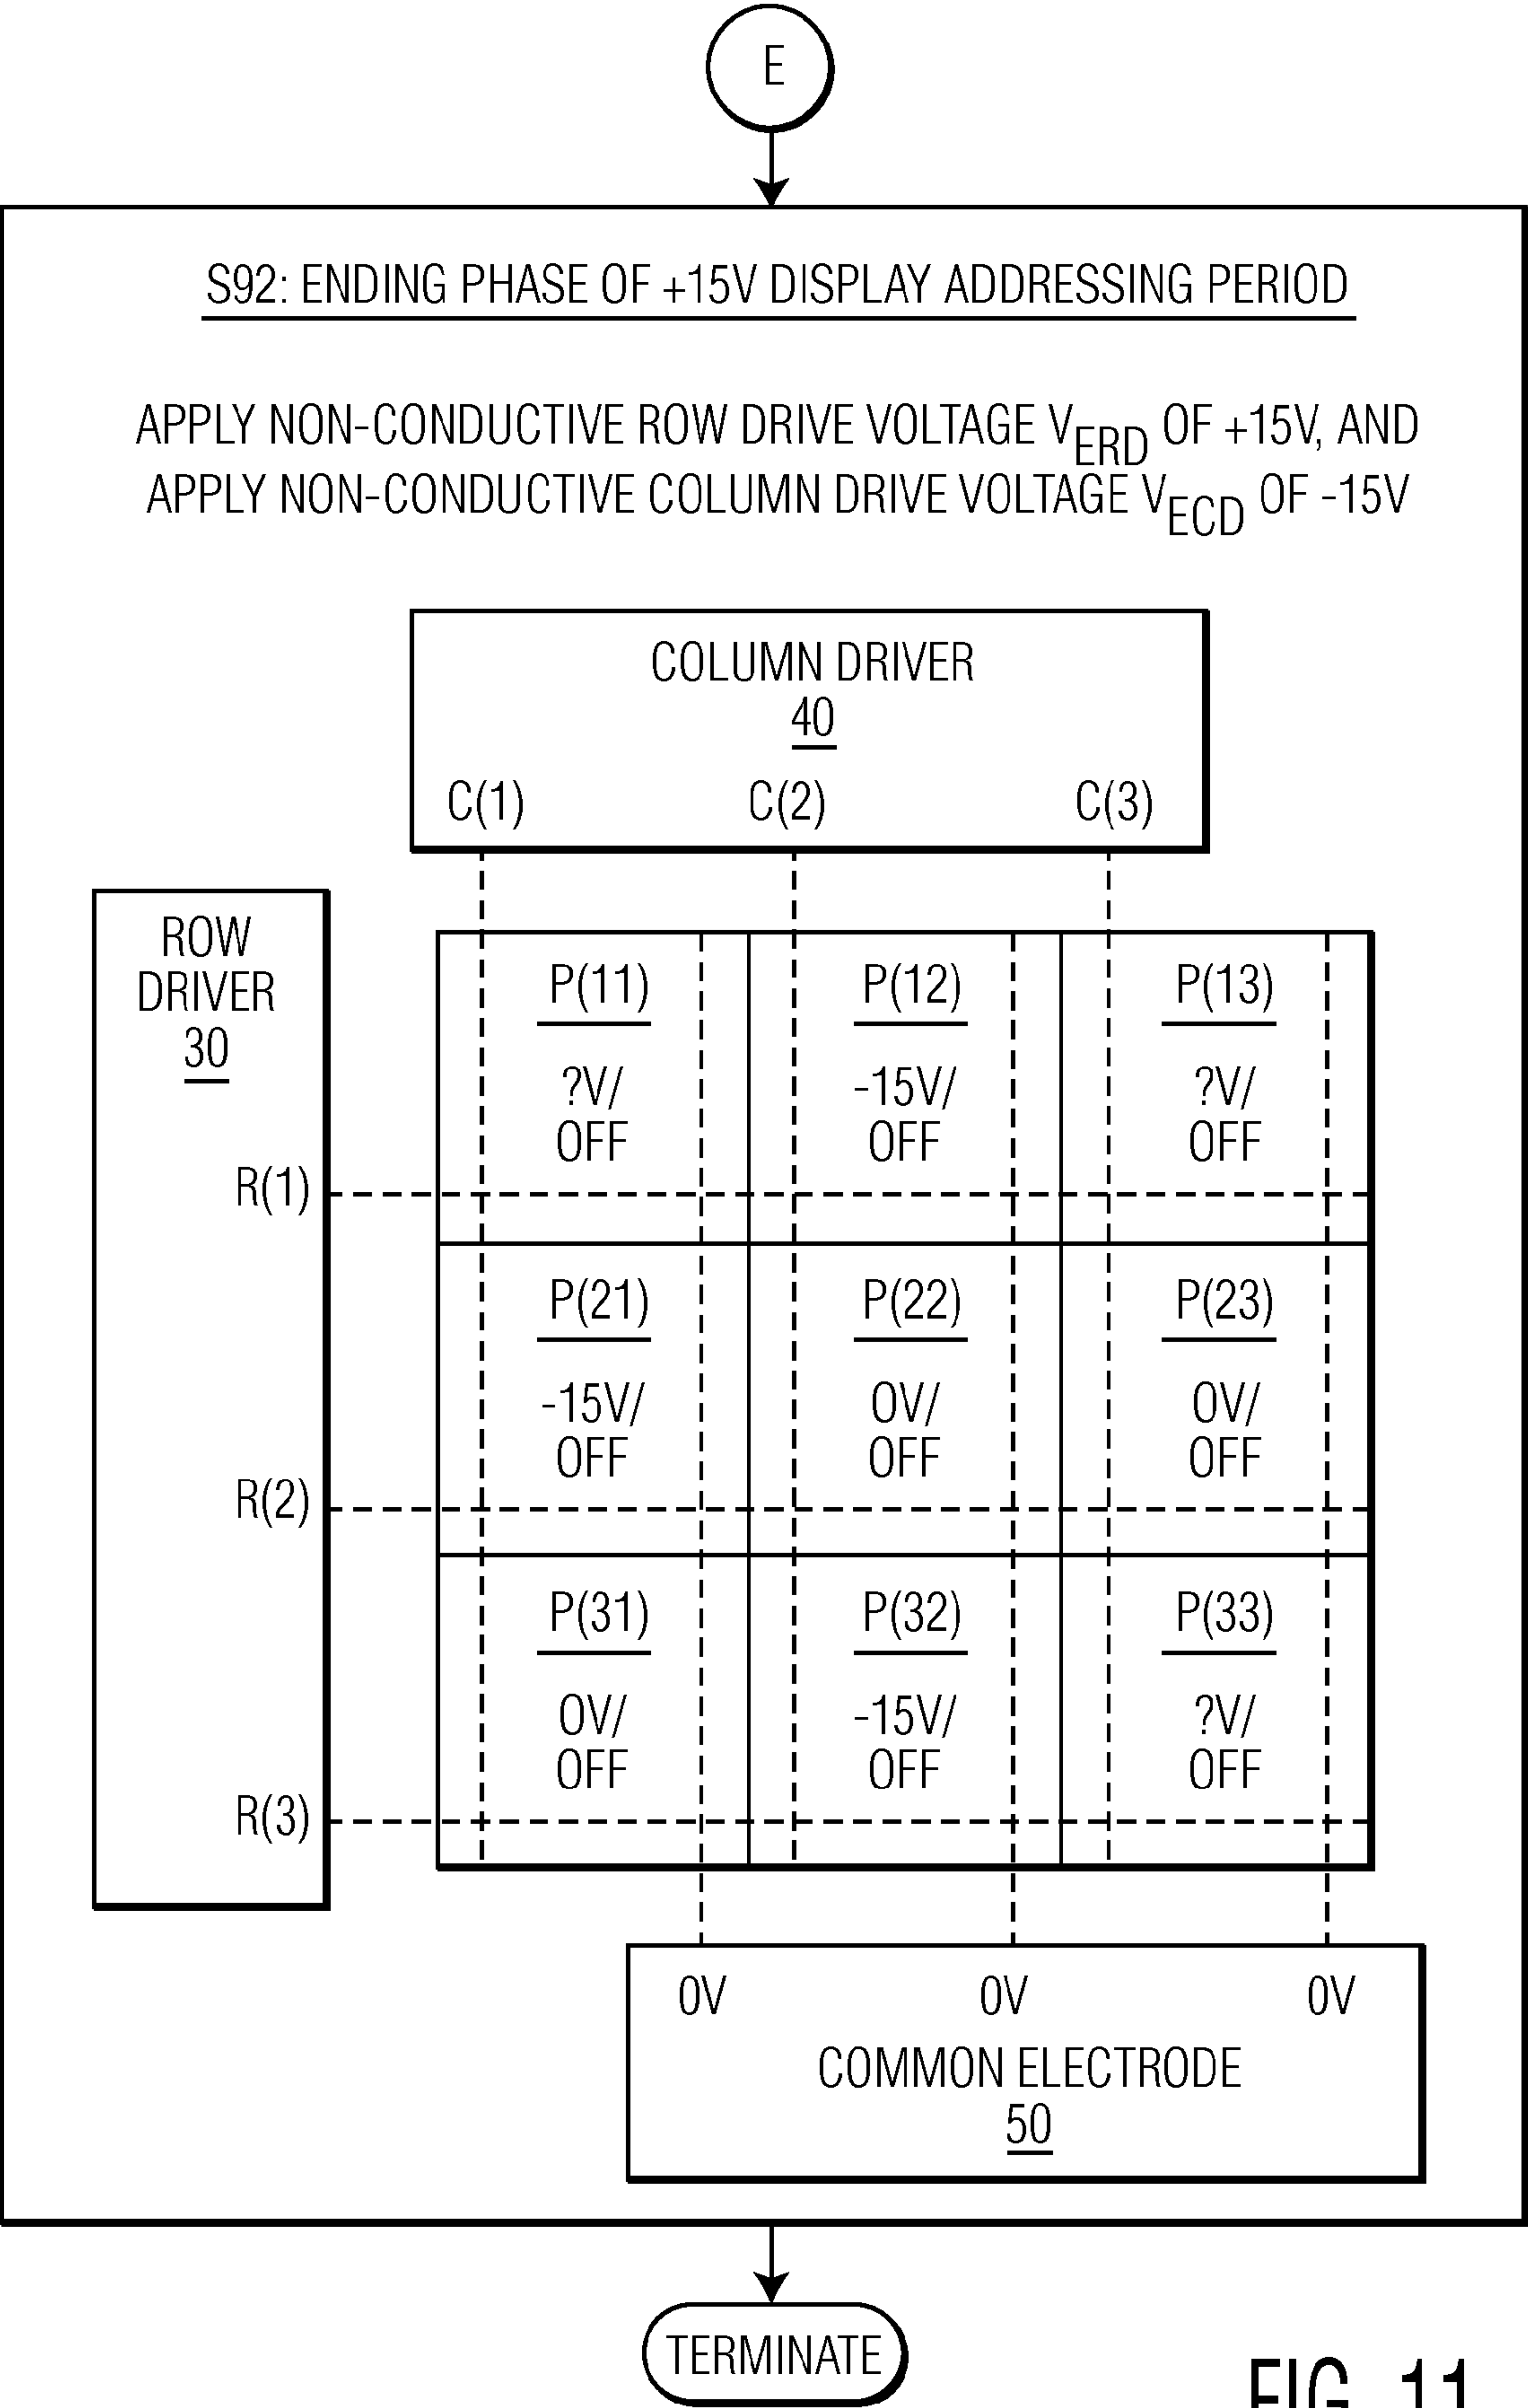 E
S92: ENDING PHASE OF +15V DISPLAY ADDRESSING PERIOD
APPLY NON-CONDUCTIVE ROW DRIVE VOLTAGE VERD OF +15V, AND
APPLY NON-CONDUCTIVE COLUMN DRIVE VOLTAGE VECD OF -15V
COLUMN DRIVER
40
C(1) C(2) C(3)
ROW
DRIVER
30
P(11) P(12) P(13)
?V/ -15V/ ?V/
OFF OFF OFF
R(1)
P(21) P(22) P(23)
-15V/ 0V/ 0V/
OFF OFF OFF
R(2)
P(31) P(32) P(33)
0V/ -15V/ ?V/
OFF OFF OFF
R(3)
0V 0V 0V
COMMON ELECTRODE
50
TERMINATE
FIG. 11